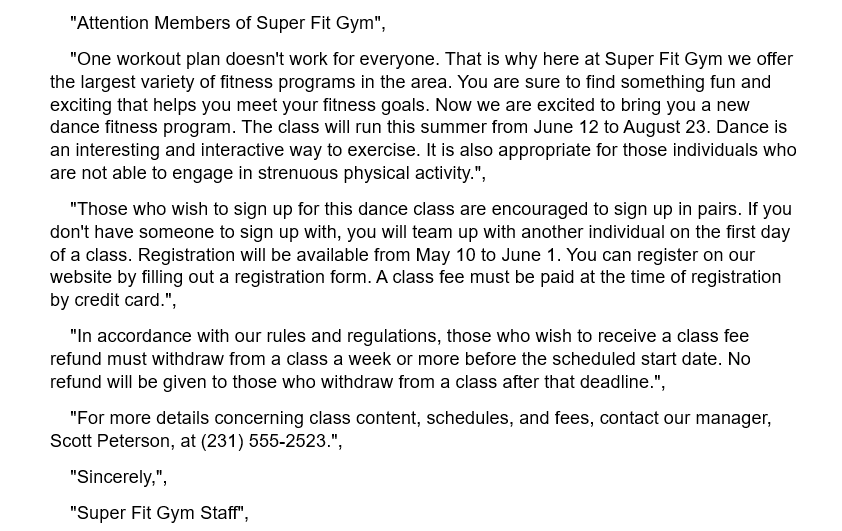 "Attention Members of Super Fit Gym",
"One workout plan doesn't work for everyone. That is why here at Super Fit Gym we offer
the largest variety of fitness programs in the area. You are sure to find something fun and
exciting that helps you meet your fitness goals. Now we are excited to bring you a new
dance fitness program. The class will run this summer from June 12 to August 23. Dance is
an interesting and interactive way to exercise. It is also appropriate for those individuals who
are not able to engage in strenuous physical activity.",
"Those who wish to sign up for this dance class are encouraged to sign up in pairs. If you
don't have someone to sign up with, you will team up with another individual on the first day
of a class. Registration will be available from May 10 to June 1. You can register on our
website by filling out a registration form. A class fee must be paid at the time of registration
by credit card.",
"In accordance with our rules and regulations, those who wish to receive a class fee
refund must withdraw from a class a week or more before the scheduled start date. No
refund will be given to those who withdraw from a class after that deadline.",
"For more details concerning class content, schedules, and fees, contact our manager,
Scott Peterson, at (231) 555-2523.",
"Sincerely,",
"Super Fit Gym Staff",